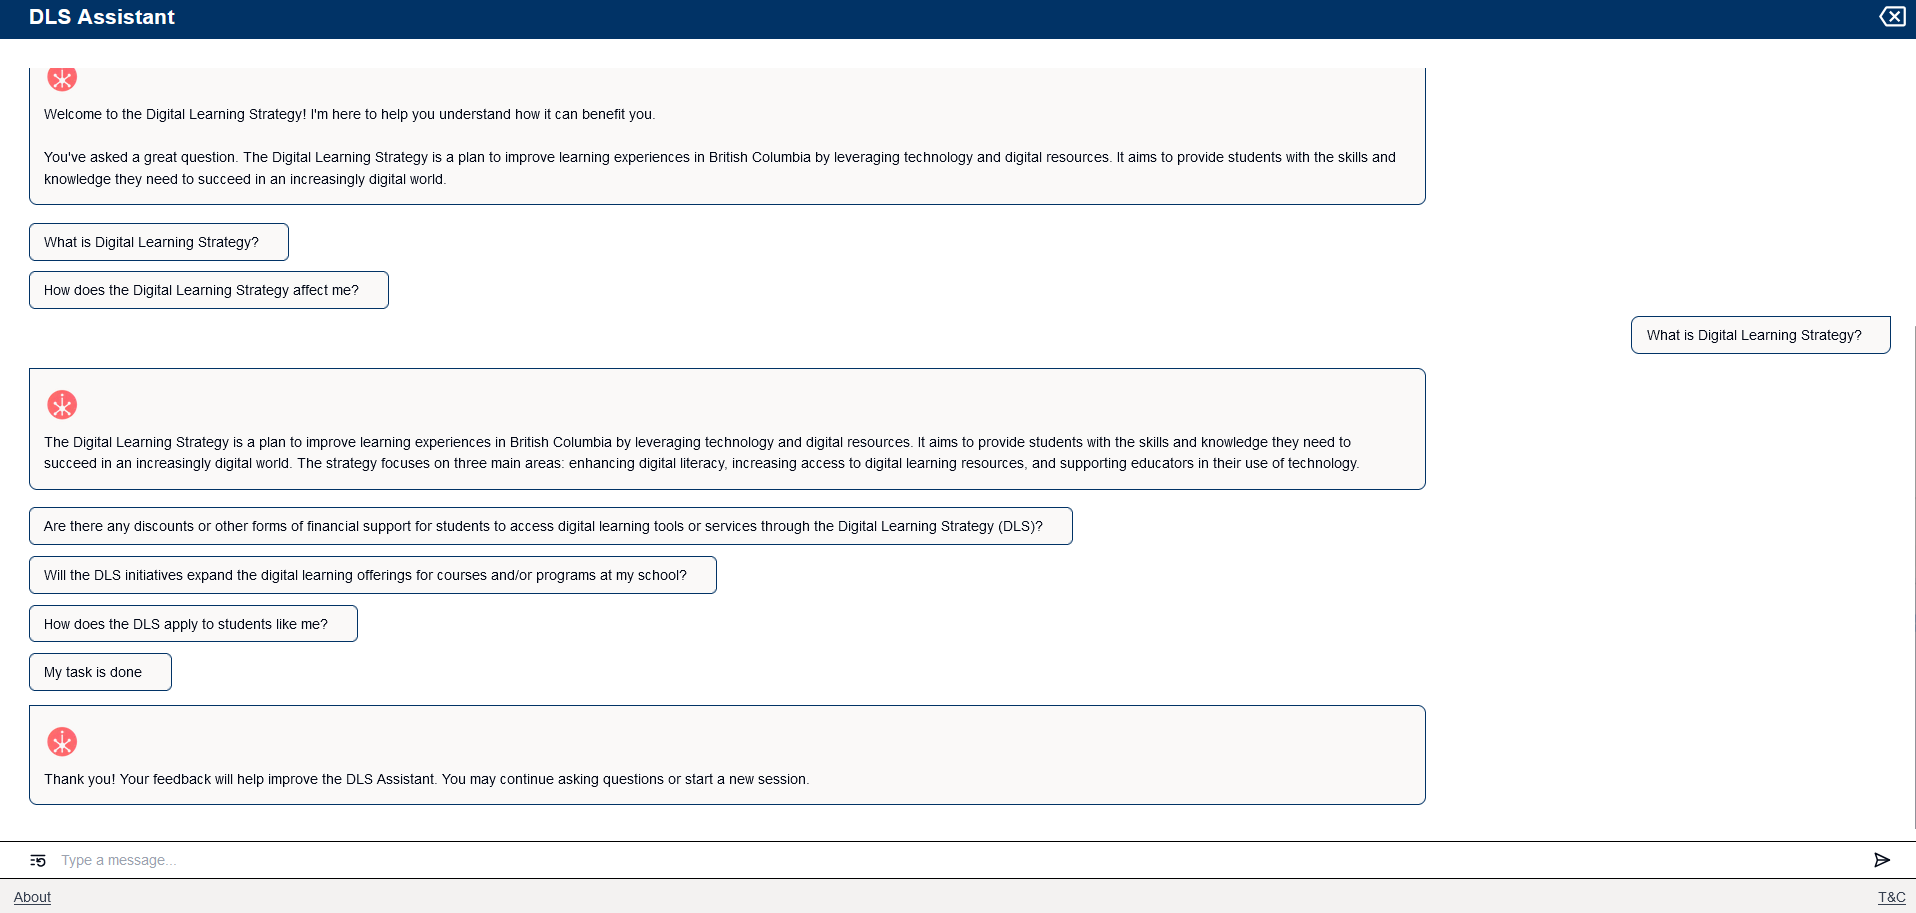 DLS Assistant
Welcome to the Digital Learning Strategy! I'm here to help you understand how it can benefit you.
You've asked a great question. The Digital Learning Strategy is a plan to improve learning experiences in British Columbia by leveraging technology and digital resources. It aims to provide students with the skills and
knowledge they need to succeed in an increasingly digital world.
What is Digital Learning Strategy?
How does the Digital Learning Strategy affect me?
What is Digital Learning Strategy?
The Digital Learning Strategy is a plan to improve learning experiences in British Columbia by leveraging technology and digital resources. It aims to provide students with the skills and knowledge they need to
succeed in an increasingly digital world. The strategy focuses on three main areas: enhancing digital literacy, increasing access to digital learning resources, and supporting educators in their use of technology.
Are there any discounts or other forms of financial support for students to access digital learning tools or services through the Digital Learning Strategy (DLS)?
Will the DLS initiatives expand the digital learning offerings for courses and/or programs at my school?
How does the DLS apply to students like me?
My task is done
Thank you! Your feedback will help improve the DLS Assistant. You may continue asking questions or start a new session.
Type a message...
About
T&C